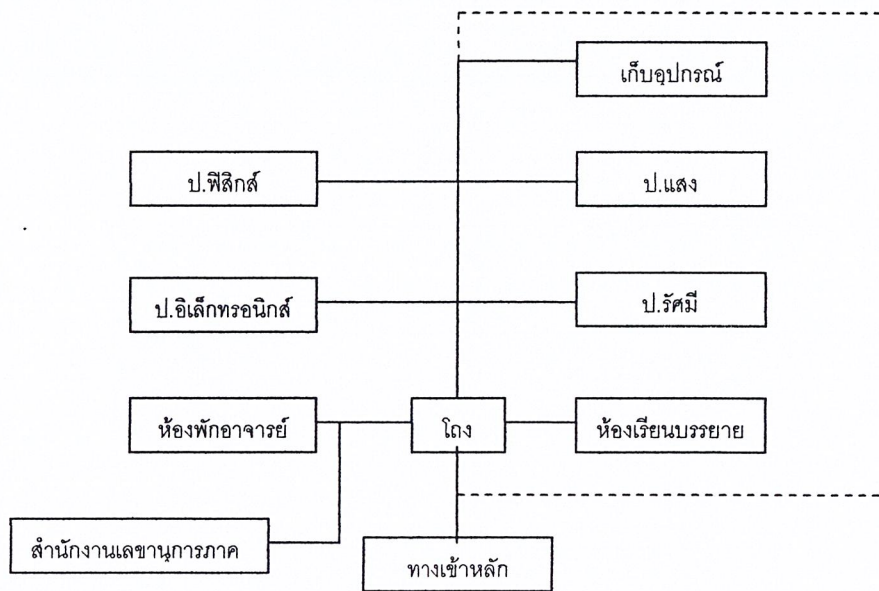 เก็บอุปกรณ์
ป.ฟิสิกส์
ป.แสง
ป.อิเล็กทรอนิกส์
ป.รัศมี
ห้องพักอาจารย์
โถง
ห้องเรียนบรรยาย
สำนักงานเลขานุการภาค
ทางเข้าหลัก